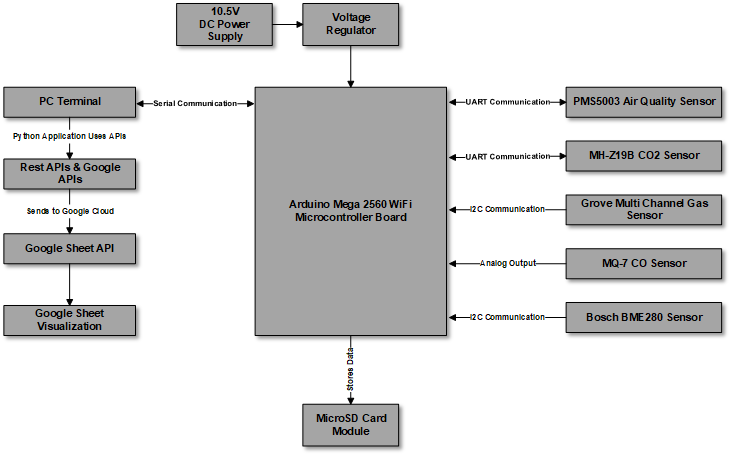 10.5V
DC Power
Supply
Voltage
Regulator
PC Terminal
Serial Communication
UART Communication
PMS5003 Air Quality Sensor
Python Application Uses APIs
UART Communication
MH-Z19B CO2 Sensor
Rest APIs & Google
APIs
Arduino Mega 2560 WiFi
Microcontroller Board
I2C Communication
Grove Multi Channel Gas
Sensor
Sends to Google Cloud
Google Sheet API
Analog Output
MQ-7 CO Sensor
Google Sheet
Visualization
I2C Communication
Bosch BME280 Sensor
Stores Data
MicroSD Card
Module